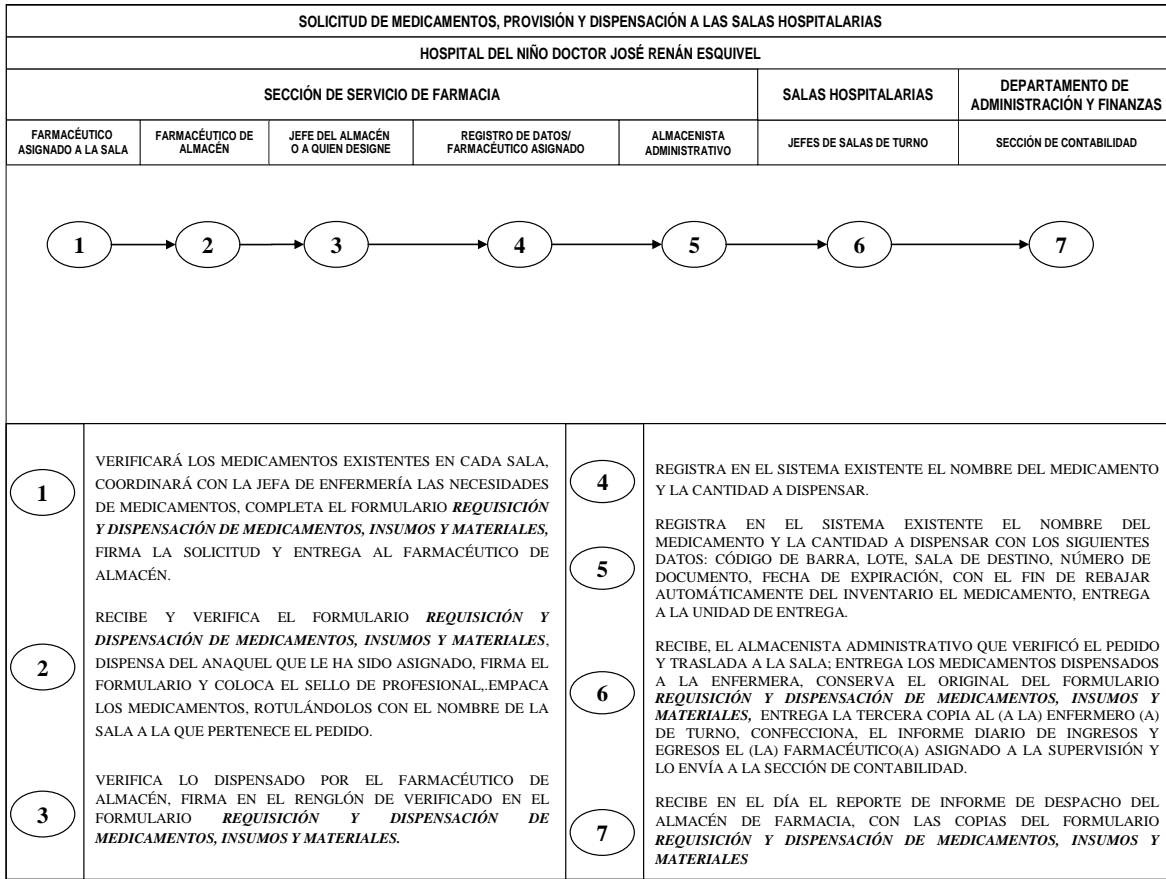 SOLICITUD DE MEDICAMENTOS, PROVISIÓN Y DISPENSACIÓN A LAS SALAS HOSPITALARIAS
HOSPITAL DEL NIÑO DOCTOR JOSÉ RENÁN ESQUIVEL
SECCIÓN DE SERVICIO DE FARMACIA
SALAS HOSPITALARIAS
DEPARTAMENTO DE
ADMINISTRACIÓN Y FINANZAS
FARMACÉUTICO
ASIGNADO A LA SALA
FARMACÉUTICO DE
ALMACÉN
JEFE DEL ALMACÉN
O A QUIEN DESIGNE
REGISTRO DE DATOS/
FARMACÉUTICO ASIGNADO
ALMACENISTA
ADMINISTRATIVO
JEFES DE SALAS DE TURNO
SECCIÓN DE CONTABILIDAD
1
2
3
4
5
6
7
1
VERIFICARÁ LOS MEDICAMENTOS EXISTENTES EN CADA SALA,
COORDINARÁ CON LA JEFA DE ENFERMERÍA LAS NECESIDADES
DE MEDICAMENTOS, COMPLETA EL FORMULARIO REQUISICIÓN
Y DISPENSACIÓN DE MEDICAMENTOS, INSUMOS Y MATERIALES,
FIRMA LA SOLICITUD Y ENTREGA AL FARMACÉUTICO DE
ALMACÉN.
2
RECIBE Y VERIFICA EL FORMULARIO REQUISICIÓN Y
DISPENSACIÓN DE MEDICAMENTOS, INSUMOS Y MATERIALES,
DISPENSA DEL ANAQUEL QUE LE HA SIDO ASIGNADO, FIRMA EL
FORMULARIO Y COLOCA EL SELLO DE PROFESIONAL,.EMPACA
LOS MEDICAMENTOS, ROTULÁNDOLOS CON EL NOMBRE DE LA
SALA A LA QUE PERTENECE EL PEDIDO.
3
VERIFICA LO DISPENSADO POR EL FARMACÉUTICO DE
ALMACÉN, FIRMA EN EL RENGLÓN DE VERIFICADO EN EL
FORMULARIO REQUISICIÓN Y DISPENSACIÓN DE
MEDICAMENTOS, INSUMOS Y MATERIALES.
4
REGISTRA EN EL SISTEMA EXISTENTE EL NOMBRE DEL MEDICAMENTO
Y LA CANTIDAD A DISPENSAR.
5
REGISTRA EN EL SISTEMA EXISTENTE EL NOMBRE DEL
MEDICAMENTO Y LA CANTIDAD A DISPENSAR CON LOS SIGUIENTES
DATOS: CÓDIGO DE BARRA, LOTE, SALA DE DESTINO, NÚMERO DE
DOCUMENTO, FECHA DE EXPIRACIÓN, CON EL FIN DE REBAJAR
AUTOMÁTICAMENTE DEL INVENTARIO EL MEDICAMENTO, ENTREGA
A LA UNIDAD DE ENTREGA.
6
RECIBE, EL ALMACENISTA ADMINISTRATIVO QUE VERIFICÓ EL PEDIDO
Y TRASLADA A LA SALA; ENTREGA LOS MEDICAMENTOS DISPENSADOS
A LA ENFERMERA, CONSERVA EL ORIGINAL DEL FORMULARIO
REQUISICIÓN Y DISPENSACIÓN DE MEDICAMENTOS, INSUMOS Y
MATERIALES, ENTREGA LA TERCERA COPIA AL (A LA) ENFERMERO (A)
DE TURNO, CONFECCIONA, EL INFORME DIARIO DE INGRESOS Y
EGRESOS EL (LA) FARMACÉUTICO(A) ASIGNADO A LA SUPERVISIÓN Y
LO ENVÍA A LA SECCIÓN DE CONTABILIDAD.
7
RECIBE EN EL DÍA EL REPORTE DE INFORME DE DESPACHO DEL
ALMACÉN DE FARMACIA, CON LAS COPIAS DEL FORMULARIO
REQUISICIÓN Y DISPENSACIÓN DE MEDICAMENTOS, INSUMOS Y
MATERIALES